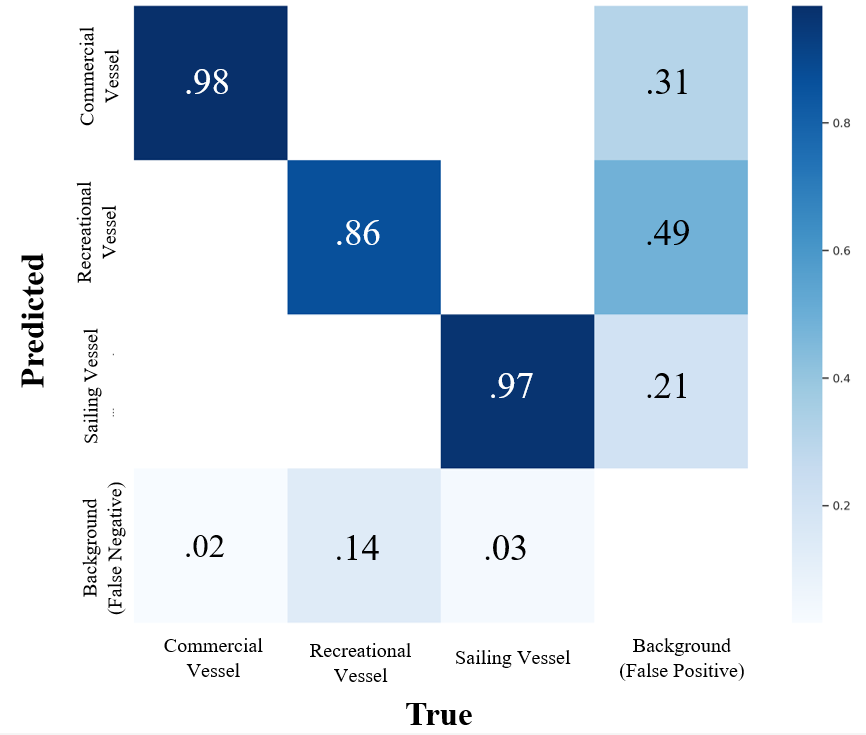 Commercial
Vessel
.98
.31
0.8
Recreational
Vessel
.86
.49
0.6
Predicted
Sailing Vessel
.97
.21
0.4
Background
(False Negative)
.02
.14
.03
0.2
Commercial
Vessel
Recreational
Vessel
Sailing Vessel
Background
(False Positive)
True